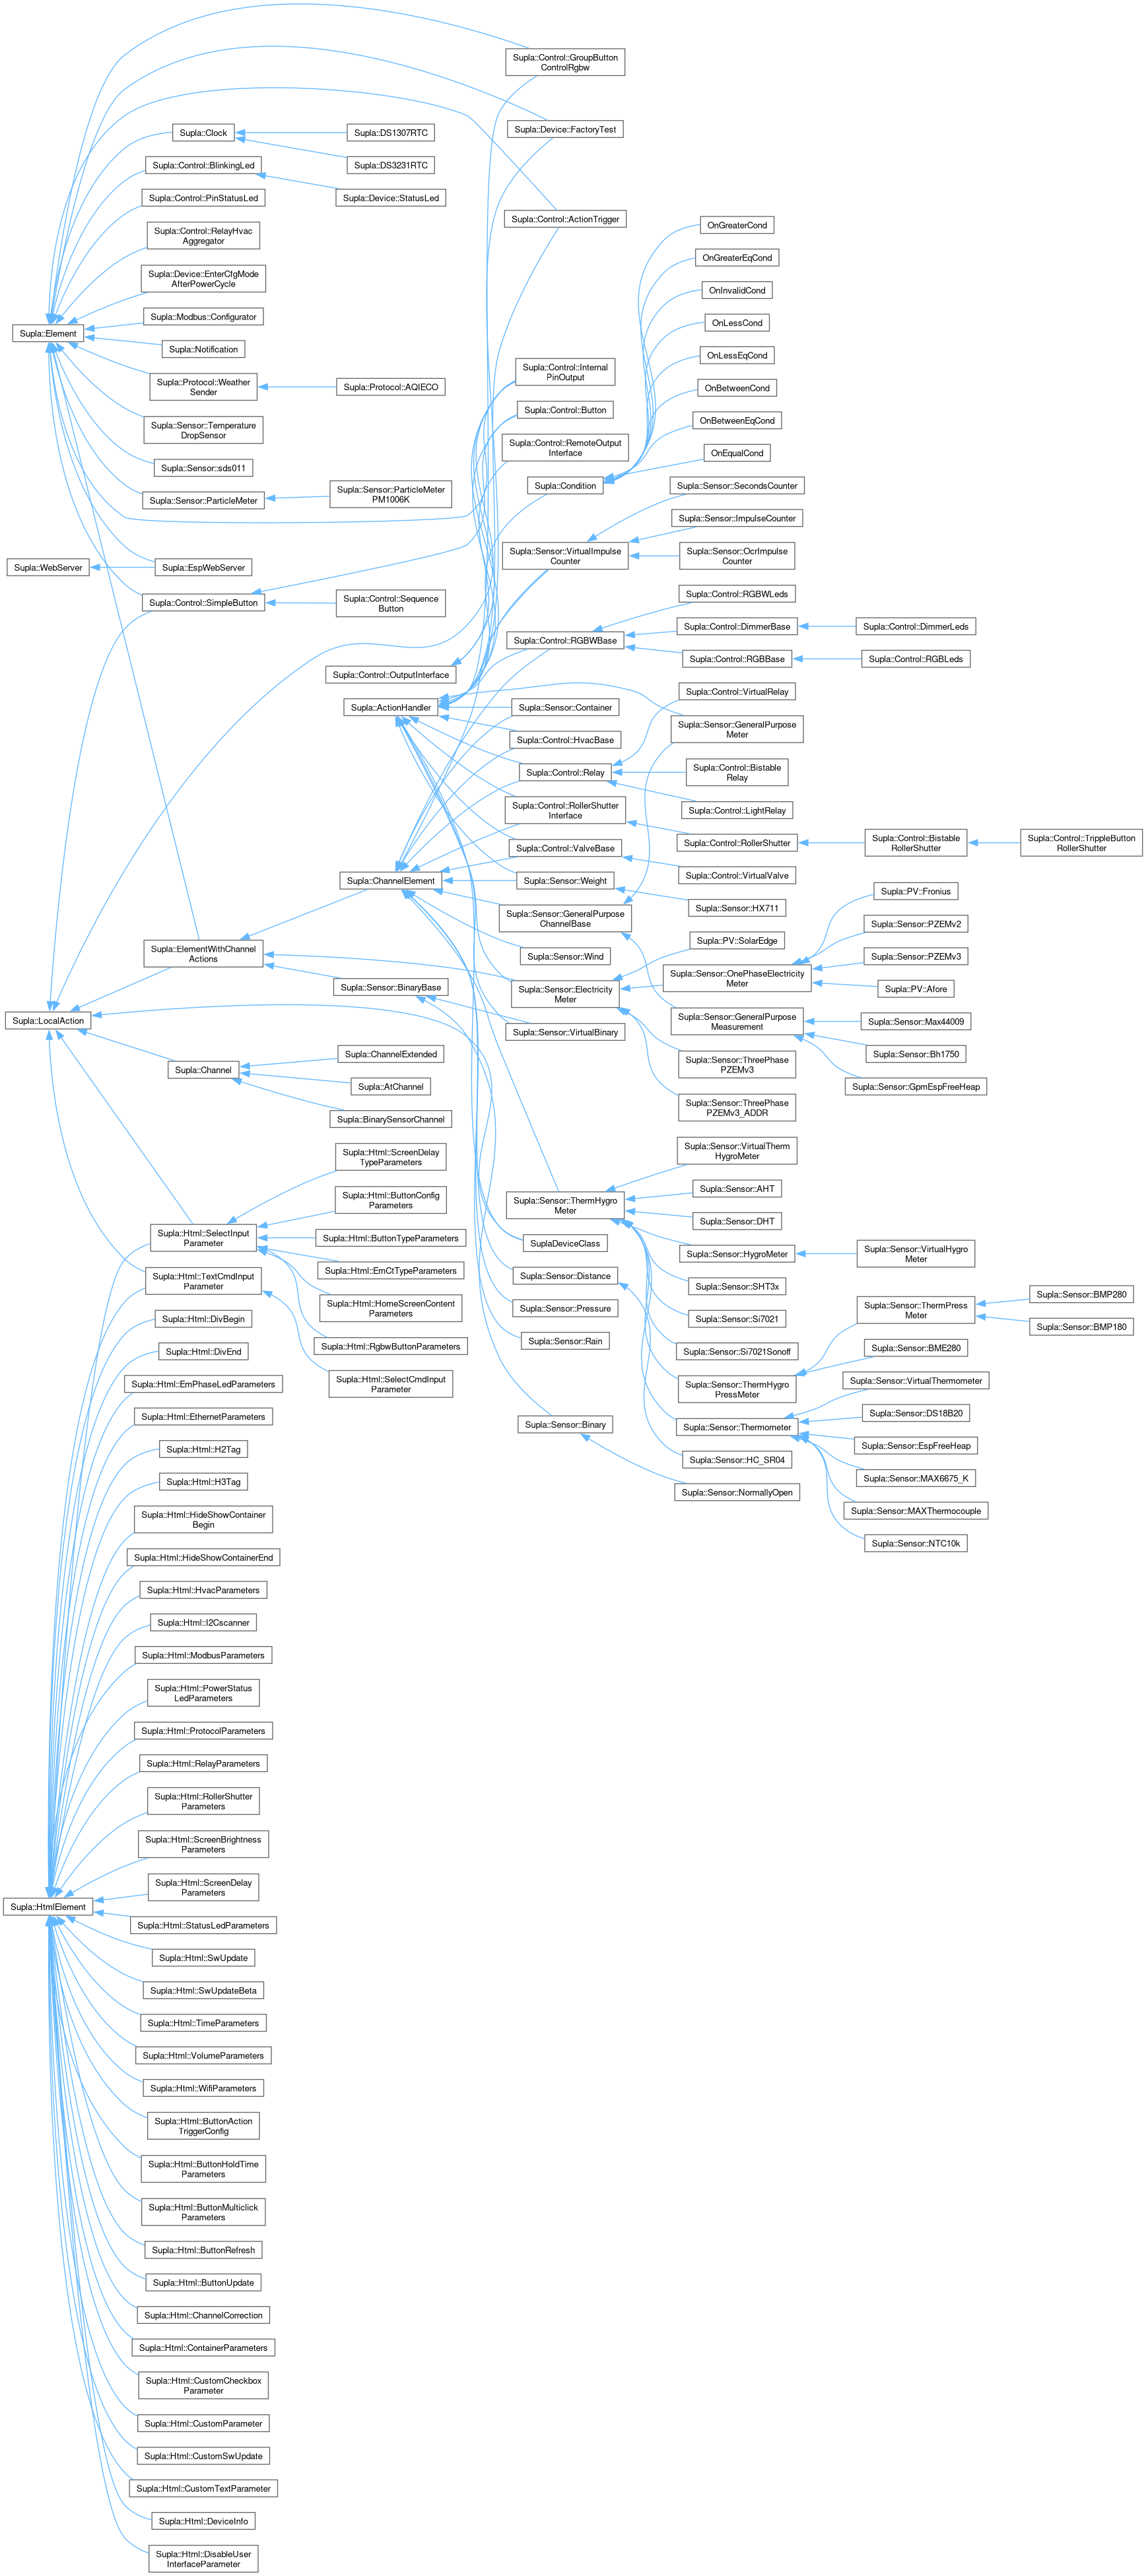 Supla::Control::GroupButton
ControlRgbw
Supla::Device::FactoryTest
Supla::Clock
Supla::DS1307RTC
Supla::DS3231RTC
Supla::Control::BlinkingLed
Supla::Device::StatusLed
Supla::Control::PinStatusLed
Supla::Control::ActionTrigger
Supla::Control::RelayHvac
Aggregator
Supla::Device::EnterCfgMode
AfterPowerCycle
Supla::Modbus::Configurator
Supla::Element
Supla::Notification
Supla::Protocol::Weather
Sender
Supla::Protocol::AQIECO
Supla::Sensor::Temperature
DropSensor
Supla::Sensor::sds011
Supla::Sensor::ParticleMeter
Supla::Sensor::ParticleMeter
PM1006K
Supla::WebServer
Supla::EspWebServer
Supla::Control::SimpleButton
Supla::Control::Sequence
Button
OnGreaterCond
OnGreaterEqCond
OnInvalidCond
OnLessCond
OnLessEqCond
OnBetweenCond
OnBetweenEqCond
OnEqualCond
Supla::Control::Internal
PinOutput
Supla::Control::Button
Supla::Control::RemoteOutput
Interface
Supla::Condition
Supla::Sensor::SecondsCounter
Supla::Sensor::ImpulseCounter
Supla::Sensor::VirtualImpulse
Counter
Supla::Sensor::OcrImpulse
Counter
Supla::Control::RGBWLeds
Supla::Control::RGBWBase
Supla::Control::DimmerBase
Supla::Control::DimmerLeds
Supla::Control::RGBBase
Supla::Control::RGBLeds
Supla::Control::OutputInterface
Supla::ActionHandler
Supla::Sensor::Container
Supla::Control::VirtualRelay
Supla::Sensor::GeneralPurpose
Meter
Supla::Control::HvacBase
Supla::Control::Relay
Supla::Control::Bistable
Relay
Supla::Control::LightRelay
Supla::Control::RollerShutter
Interface
Supla::Control::RollerShutter
Supla::Control::Bistable
RollerShutter
Supla::Control::TrippleButton
RollerShutter
Supla::Control::ValveBase
Supla::Control::VirtualValve
Supla::ChannelElement
Supla::Sensor::Weight
Supla::Sensor::HX711
Supla::Sensor::GeneralPurpose
ChannelBase
Supla::PV::Fronius
Supla::Sensor::PZEMv2
Supla::PV::SolarEdge
Supla::Sensor::PZEMv3
Supla::ElementWithChannel
Actions
Supla::Sensor::Wind
Supla::Sensor::OnePhaseElectricity
Meter
Supla::PV::Afore
Supla::Sensor::BinaryBase
Supla::Sensor::Electricity
Meter
Supla::LocalAction
Supla::Sensor::VirtualBinary
Supla::Sensor::GeneralPurpose
Measurement
Supla::Sensor::Max44009
Supla::Sensor::Bh1750
Supla::Sensor::GpmEspFreeHeap
Supla::Channel
Supla::ChannelExtended
Supla::AtChannel
Supla::BinarySensorChannel
Supla::Sensor::ThreePhase
PZEMv3
Supla::Sensor::ThreePhase
PZEMv3_ADDR
Supla::Html::ScreenDelay
TypeParameters
Supla::Html::ButtonConfig
Parameters
Supla::Html::SelectInput
Parameter
Supla::Html::ButtonTypeParameters
Supla::Html::EmCtTypeParameters
Supla::Html::HomeScreenContent
Parameters
Supla::Html::RgbwButtonParameters
Supla::Html::SelectCmdInput
Parameter
Supla::Sensor::VirtualTherm
HygroMeter
Supla::Sensor::AHT
Supla::Sensor::ThermHygro
Meter
Supla::Sensor::DHT
SuplaDeviceClass
Supla::Sensor::HygroMeter
Supla::Sensor::VirtualHygro
Meter
Supla::Sensor::Distance
Supla::Sensor::SHT3x
Supla::Sensor::Pressure
Supla::Sensor::Si7021
Supla::Sensor::ThermPress
Meter
Supla::Sensor::BMP280
Supla::Sensor::BMP180
Supla::Sensor::Rain
Supla::Sensor::Si7021Sonoff
Supla::Sensor::BME280
Supla::Sensor::ThermHygro
PressMeter
Supla::Sensor::VirtualThermometer
Supla::Sensor::DS18B20
Supla::Sensor::Binary
Supla::Sensor::Thermometer
Supla::Sensor::EspFreeHeap
Supla::Sensor::HC_SR04
Supla::Sensor::MAX6675_K
Supla::Sensor::NormallyOpen
Supla::Sensor::MAXThermocouple
Supla::Sensor::NTC10k
Supla::Html::TextCmdInput
Parameter
Supla::Html::DivBegin
Supla::Html::DivEnd
Supla::Html::EmPhaseLedParameters
Supla::Html::EthernetParameters
Supla::Html::H2Tag
Supla::Html::H3Tag
Supla::Html::HideShowContainer
Begin
Supla::Html::HideShowContainerEnd
Supla::Html::HvacParameters
Supla::Html::I2Cscanner
Supla::Html::ModbusParameters
Supla::Html::PowerStatus
LedParameters
Supla::Html::ProtocolParameters
Supla::Html::RelayParameters
Supla::Html::RollerShutter
Parameters
Supla::Html::ScreenBrightness
Parameters
Supla::Html::ScreenDelay
Parameters
Supla::HtmlElement
Supla::Html::StatusLedParameters
Supla::Html::SwUpdate
Supla::Html::SwUpdateBeta
Supla::Html::TimeParameters
Supla::Html::VolumeParameters
Supla::Html::WifiParameters
Supla::Html::ButtonAction
TriggerConfig
Supla::Html::ButtonHoldTime
Parameters
Supla::Html::ButtonMulticlick
Parameters
Supla::Html::ButtonRefresh
Supla::Html::ButtonUpdate
Supla::Html::ChannelCorrection
Supla::Html::ContainerParameters
Supla::Html::CustomCheckbox
Parameter
Supla::Html::CustomParameter
Supla::Html::CustomSwUpdate
Supla::Html::CustomTextParameter
Supla::Html::DeviceInfo
Supla::Html::DisableUser
InterfaceParameter